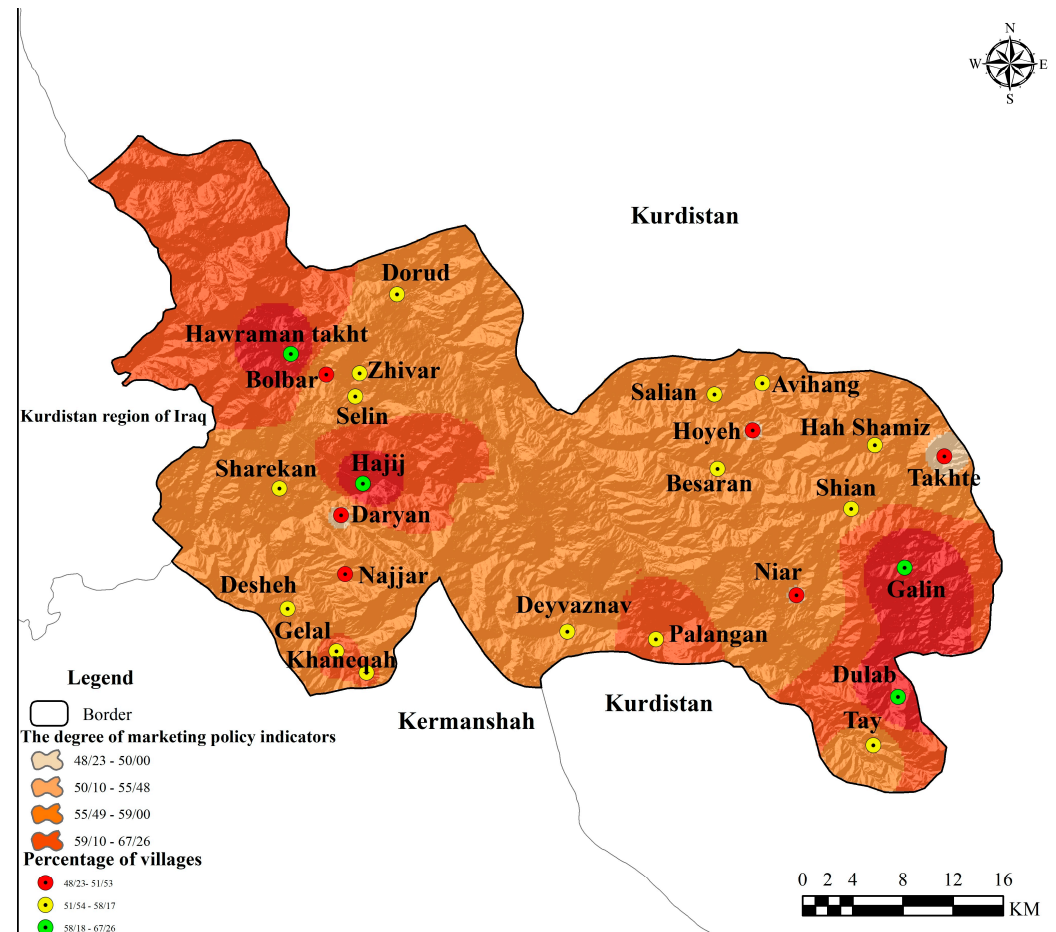 N
W E
S
Kurdistan
Dorud
Hawraman takht
Bolbar
Zhivar
Selin
Kurdistan region of Iraq
Salian
Avihang
Hoyeh
Hah Shamiz
Besaran
Takhte
Shian
Sharekan
Hajij
Daryan
Najjar
Desheh
Gelal
Khaneqah
Deyvaznav
Palangan
Niar
Galin
Dulab
Tay
Kurdistan
Kermanshah
Legend
Border
The degree of marketing policy indicators
48/23 - 50/00
50/10 - 55/48
55/49 - 59/00
59/10 - 67/26
Percentage of villages
48/23- 51/53
51/54 - 58/17
58/18 - 67/26
0 2 4 8 12 16
KM